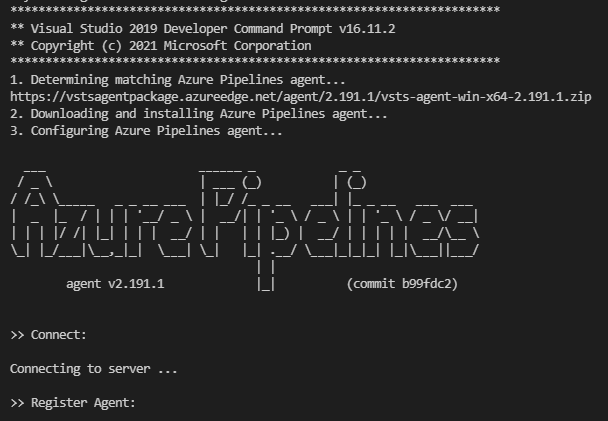 **********************************************************************
** Visual Studio 2019 Developer Command Prompt v16.11.2
** Copyright (c) 2021 Microsoft Corporation
**********************************************************************
1. Determining matching Azure Pipelines agent...
https://vstsagentpackage.azureedge.net/agent/2.191.1/vsts-agent-win-x64-2.191.1.zip
2. Downloading and installing Azure Pipelines agent...
3. Configuring Azure Pipelines agent...
Azure Pipelines
agent v2.191.1 (commit b99fdc2)
>> Connect:
Connecting to server ...
>> Register Agent: